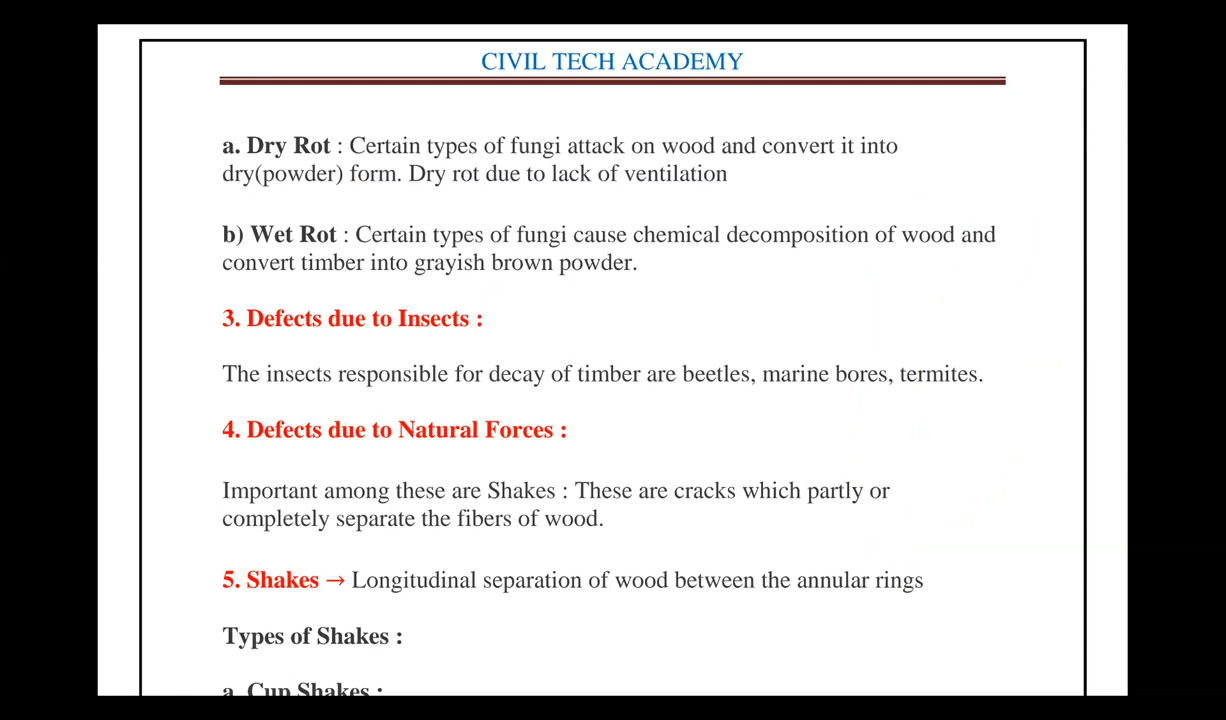 CIVIL TECH ACADEMY
a. Dry Rot : Certain types of fungi attack on wood and convert it into
dry(powder) form. Dry rot due to lack of ventilation
b) Wet Rot : Certain types of fungi cause chemical decomposition of wood and
convert timber into grayish brown powder.
3. Defects due to Insects :
The insects responsible for decay of timber are beetles, marine bores, termites.
4. Defects due to Natural Forces :
Important among these are Shakes : These are cracks which partly or
completely separate the fibers of wood.
5. Shakes → Longitudinal separation of wood between the annular rings
Types of Shakes :
a. Cup Shakes :